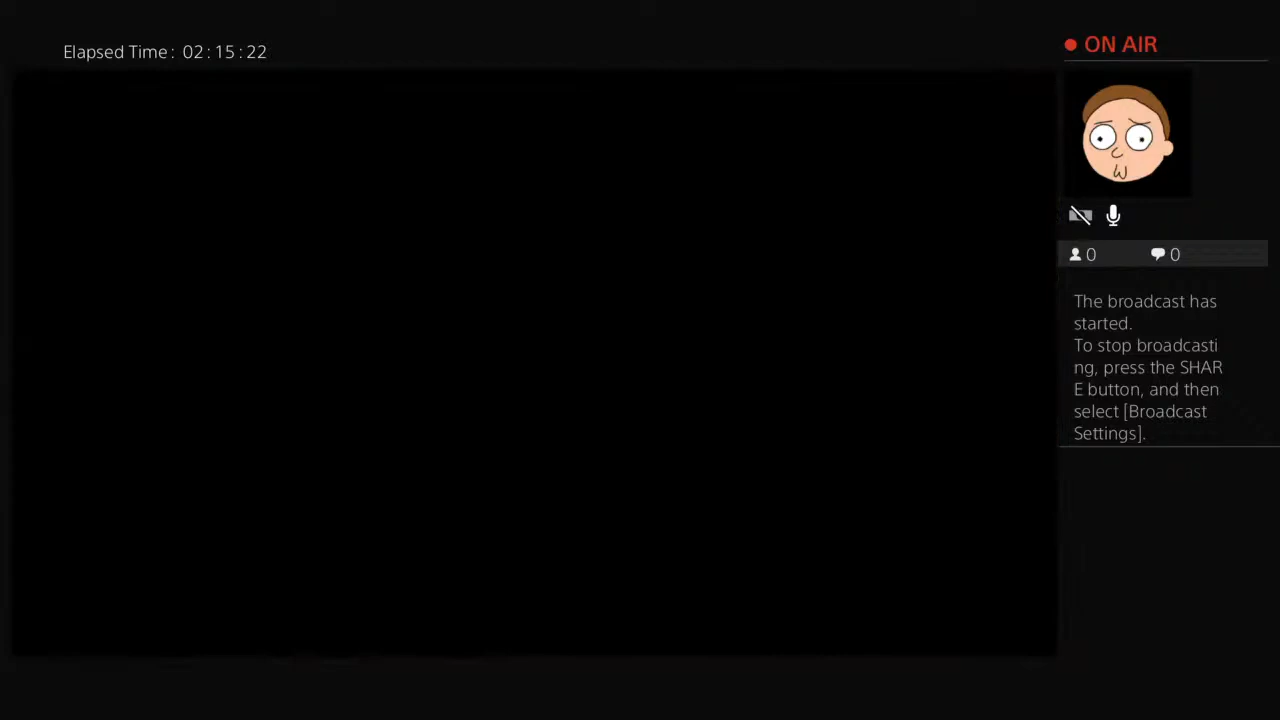 Elapsed Time: 02:15:22
ON AIR
0 0
The broadcast has
started.
To stop broadcasti
ng, press the SHAR
E button, and then
select [Broadcast
Settings].